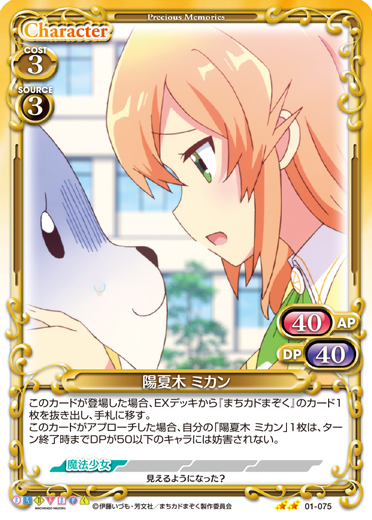 Precious Memories
Character
COST
3
SOURCE
3
40 AP
DP 40
陽夏木 ミカン
このカードが登場した場合、EXデッキから『まちカドまぞく』のカード1
枚を抜き出し、手札に移す。
このカードがアプローチした場合、自分の「陽夏木 ミカン」1枚は、ター
ン終了時までDPが50以下のキャラには妨害されない。
魔法少女
見えるようになった?
©伊藤いづも・芳文社/まちカドまぞく製作委員会
01-075